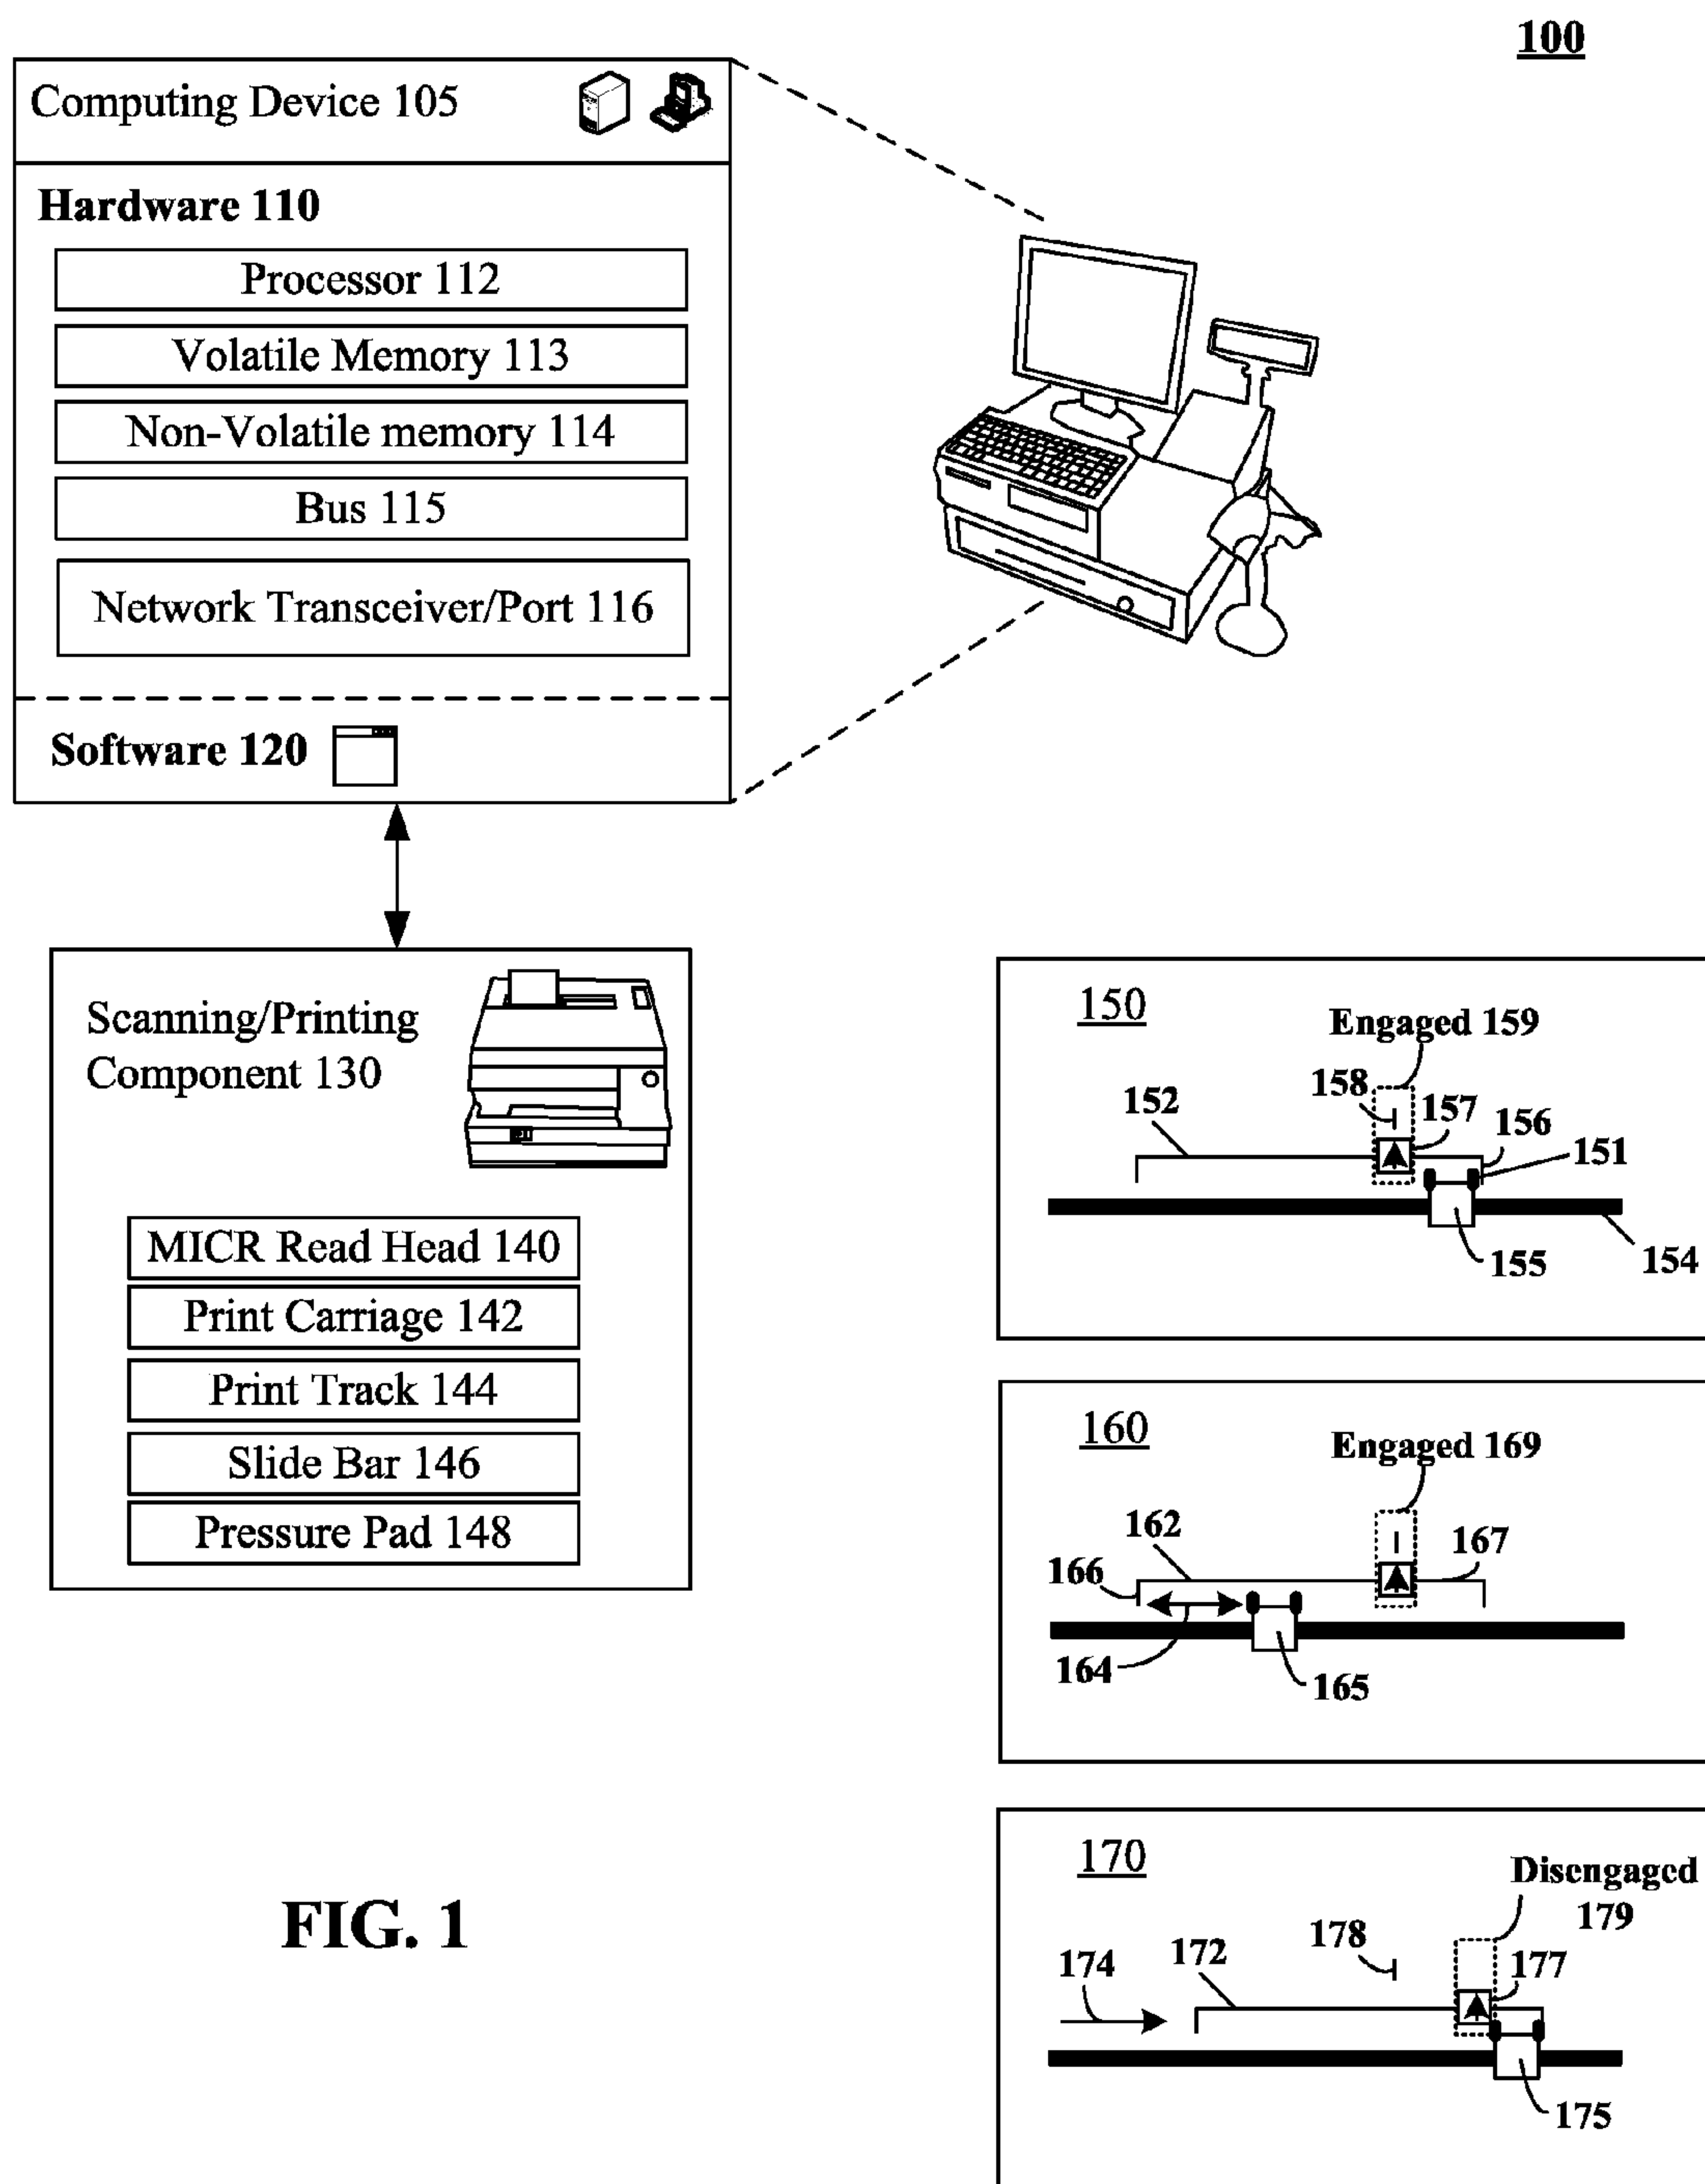 100
Computing Device 105
Hardware 110
Processor 112
Volatile Memory 113
Non-Volatile memory 114
Bus 115
Network Transceiver/Port 116
Software 120
Scanning/Printing
Component 130
MICR Read Head 140
Print Carriage 142
Print Track 144
Slide Bar 146
Pressure Pad 148
150
Engaged 159
158
152
157
156
151
155
154
160
Engaged 169
162
167
166
164
165
170
Disengaged
179
178
172
177
174
175
FIG. 1